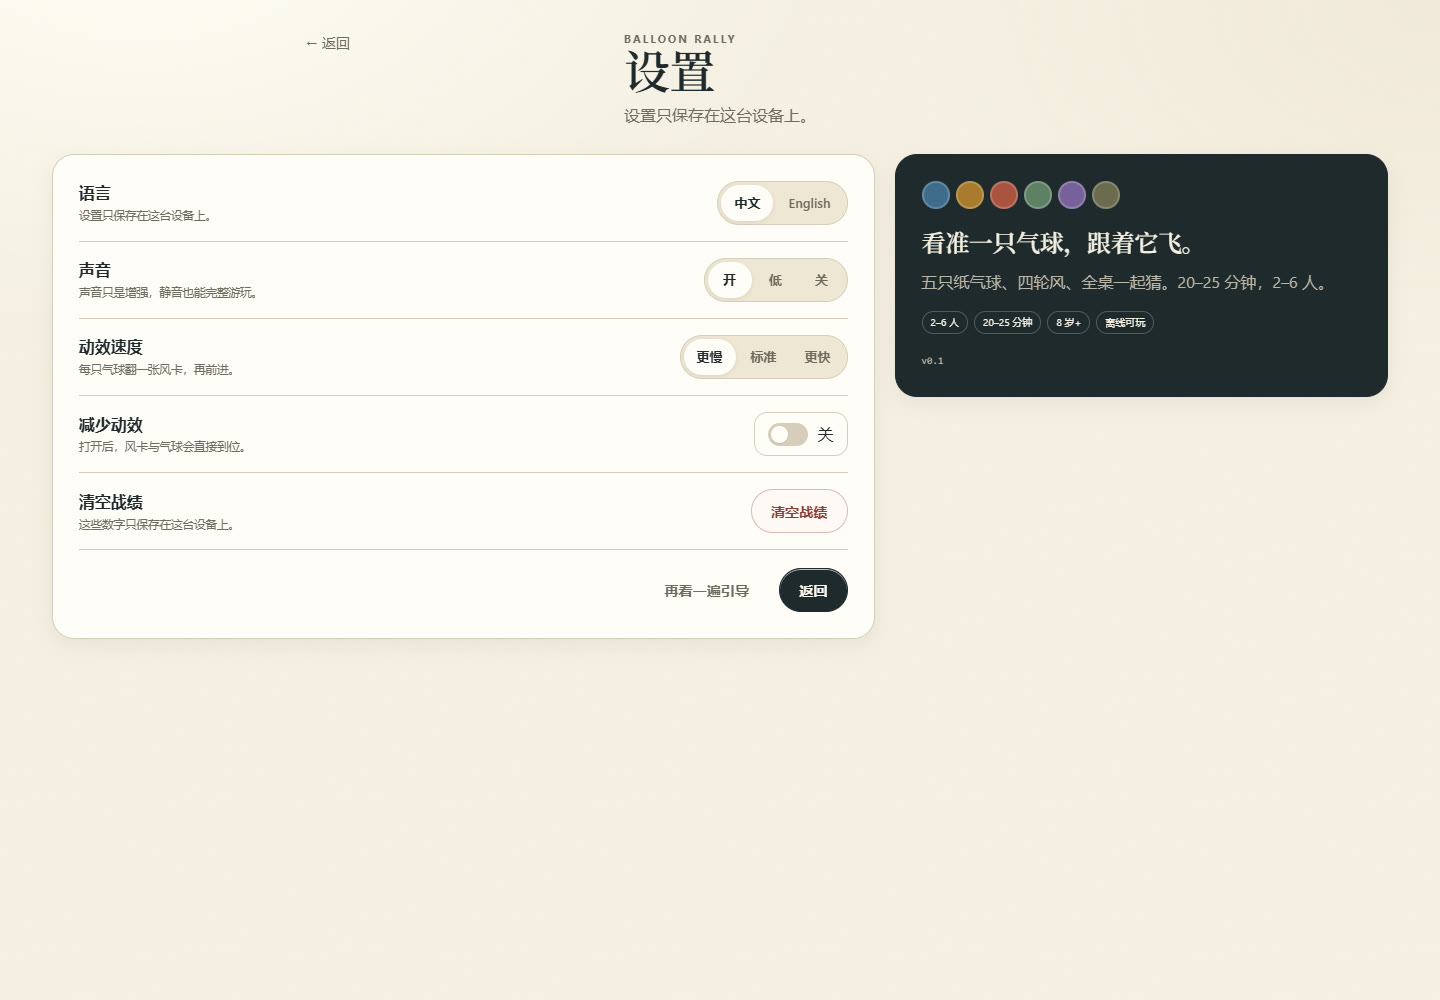 ← 返回
BALLOON RALLY
设置
设置只保存在这台设备上。
语言
设置只保存在这台设备上。
中文 English
声音
声音只是增强，静音也能完整游玩。
开 低 关
动效速度
每只气球翻一张风卡，再前进。
更慢 标准 更快
减少动效
打开后，风卡与气球会直接到位。
关
清空战绩
这些数字只保存在这台设备上。
清空战绩
再看一遍引导 返回
看准一只气球，跟着它飞。
五只纸气球、四轮风、全桌一起猜。20–25 分钟，2–6 人。
2–6 人 20–25 分钟 8 岁+ 离线可玩
v0.1